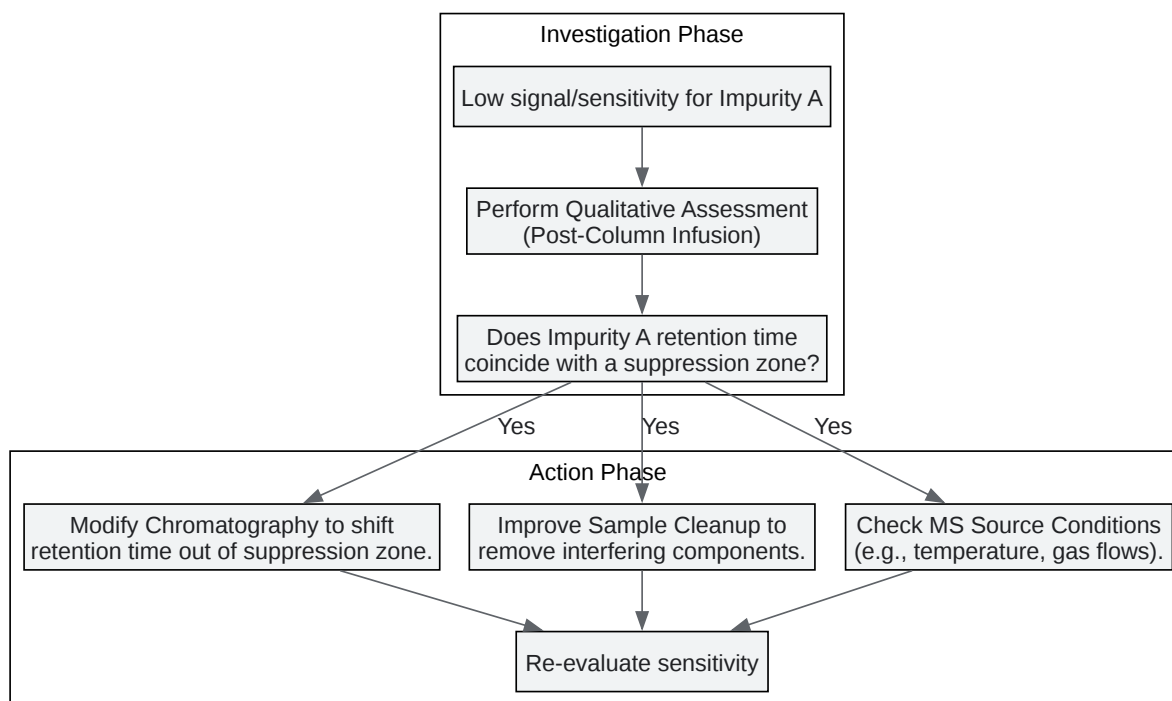 Investigation Phase
Low signal/sensitivity for Impurity A
Perform Qualitative Assessment
(Post-Column Infusion)
Does Impurity A retention time
coincide with a suppression zone?
Yes
Yes
Yes
Action Phase
Modify Chromatography to shift
retention time out of suppression zone.
Improve Sample Cleanup to
remove interfering components.
Check MS Source Conditions
(e.g., temperature, gas flows).
Re-evaluate sensitivity